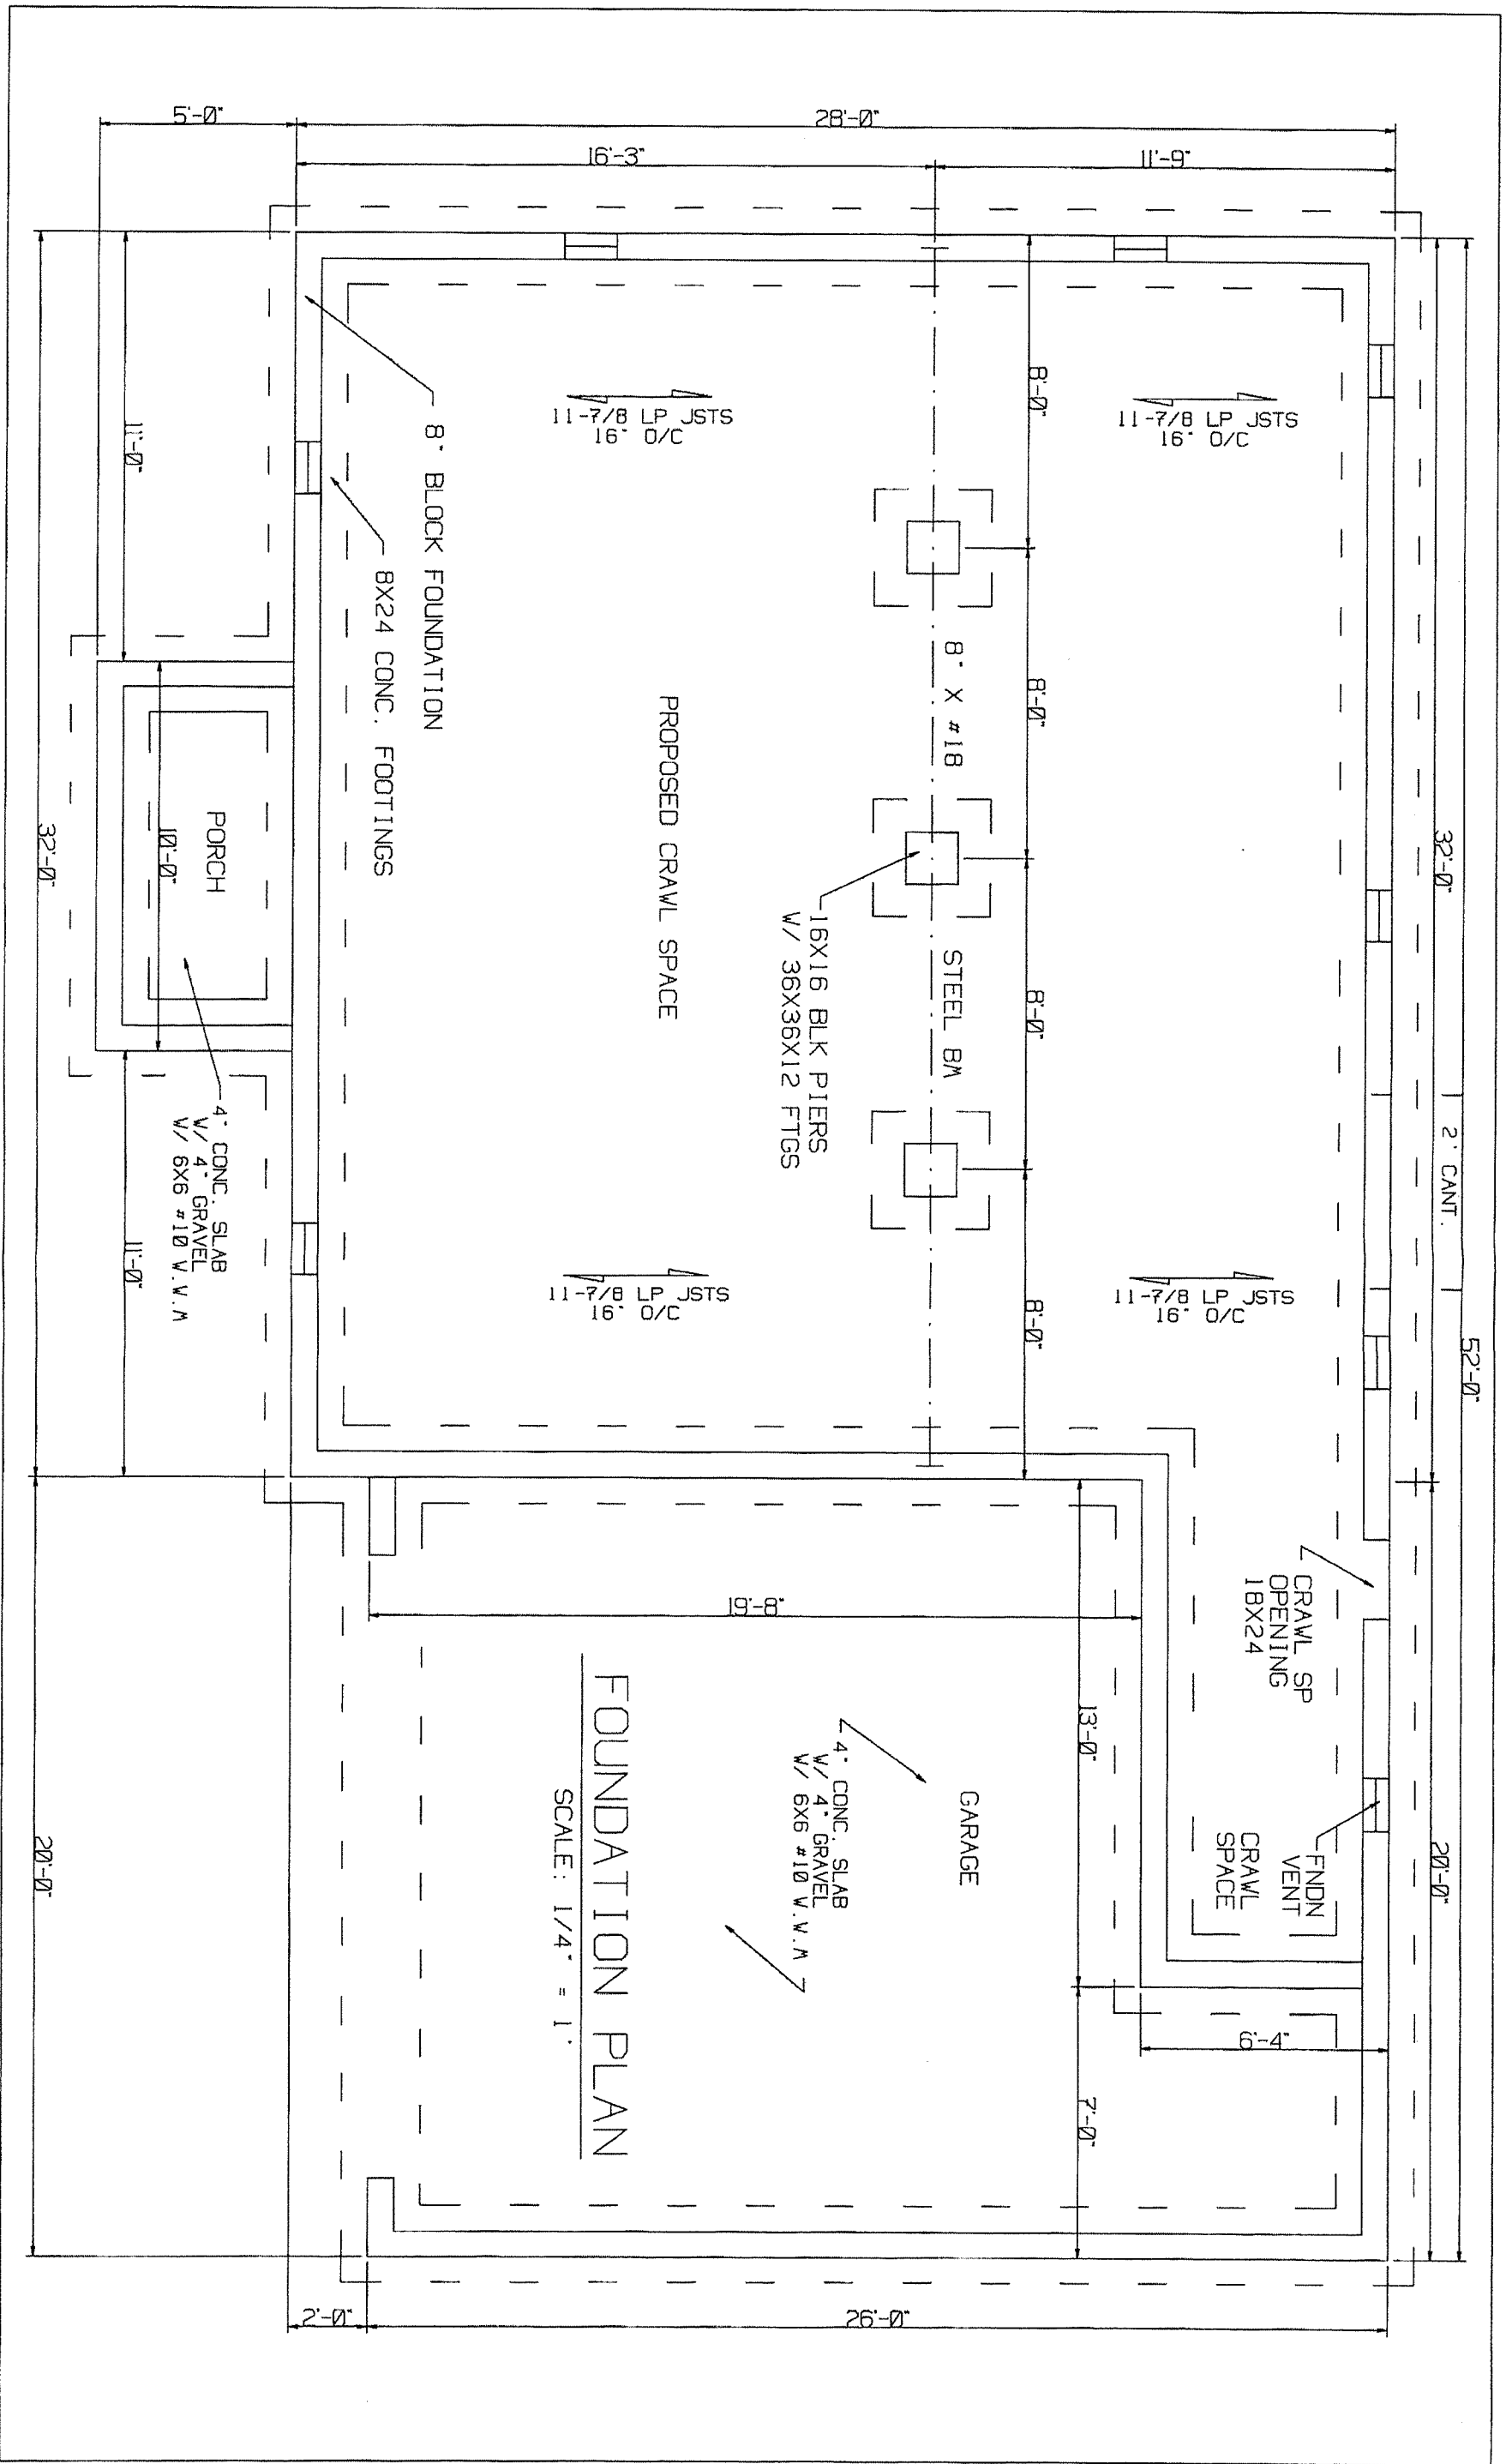 52'-0"
32'-0"
20'-0"
2' CANT.
28'-0"
11'-9"
16'-3"
5'-0"
11-7/8 LP JSTS
16" O/C
11-7/8 LP JSTS
16" O/C
CRAWL SP
OPENING
18X24
FNDN
VENT
CRAWL
SPACE
6'-4"
8'-0"
8'-0"
8'-0"
8'-0"
13'-0"
7'-0"
8" X #18
STEEL BM
GARAGE
16X16 BLK PIERS
W/ 36X36X12 FTGS
4" CONC. SLAB
W/ 4" GRAVEL
W/ 6X6 #10 W.W.M
19'-8"
26'-0"
PROPOSED CRAWL SPACE
11-7/8 LP JSTS
16" O/C
11-7/8 LP JSTS
16" O/C
FOUNDATION PLAN
SCALE: 1/4" = 1'
8" BLOCK FOUNDATION
8X24 CONC. FOOTINGS
2'-0"
PORCH
10'-0"
4" CONC. SLAB
W/ 4" GRAVEL
W/ 6X6 #10 W.W.M
11'-0"
11'-0"
32'-0"
20'-0"